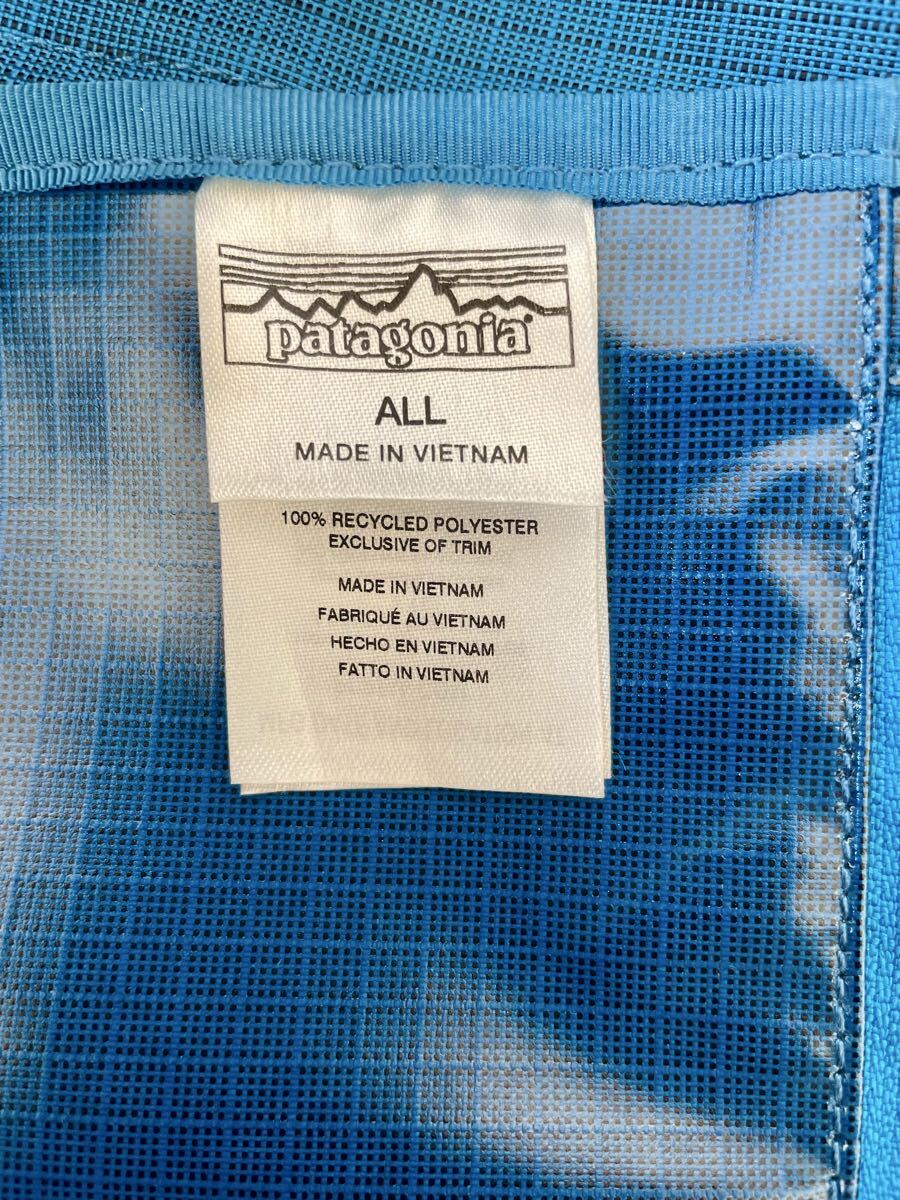 patagonia®
ALL
MADE IN VIETNAM
100% RECYCLED POLYESTER
EXCLUSIVE OF TRIM
MADE IN VIETNAM
FABRIQUÉ AU VIETNAM
HECHO EN VIETNAM
FATTO IN VIETNAM